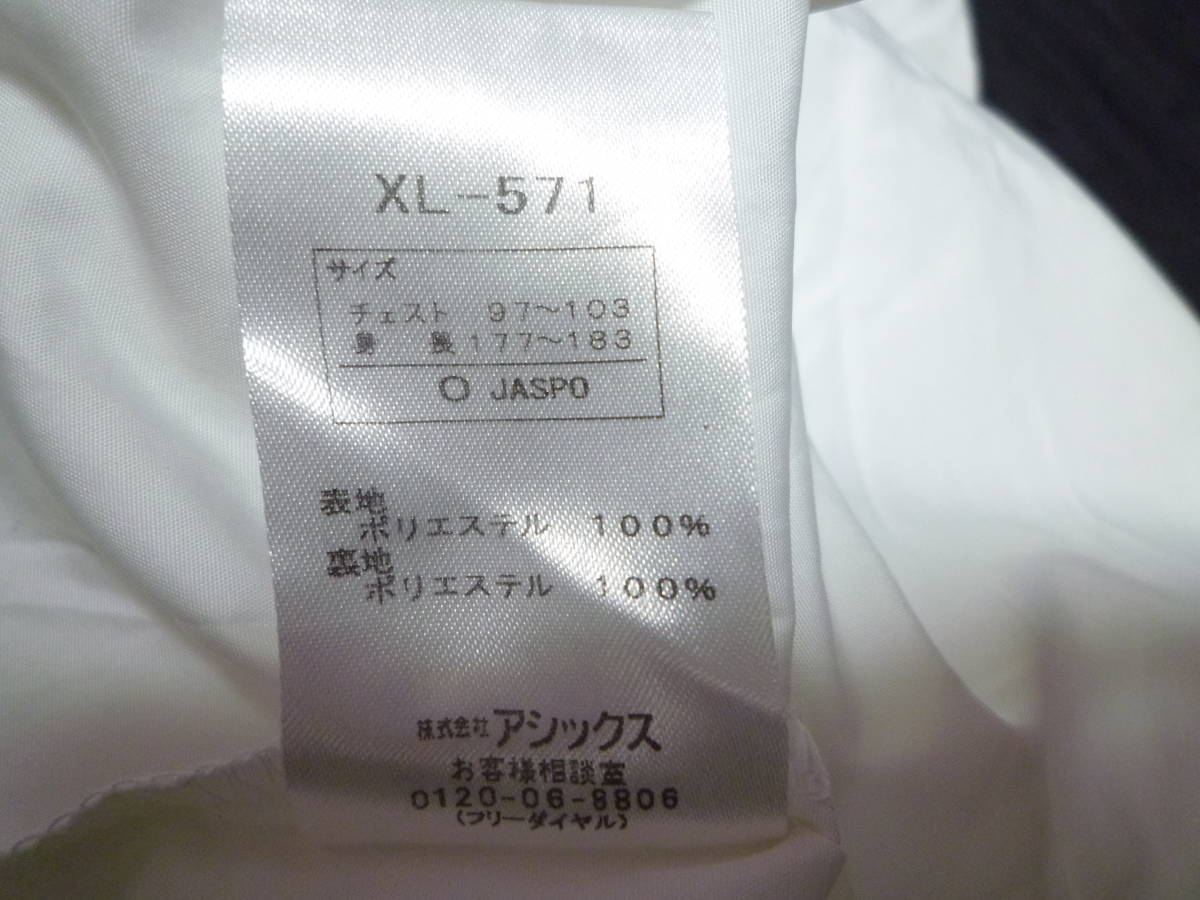 XL-571
サイズ
チェスト 97~103
身 長 177~183
○ JASPO
表地
ポリエステル 100%
裏地
ポリエステル 100%
株式会社アシックス
お客様相談室
0120-06-8806
(フリーダイヤル)